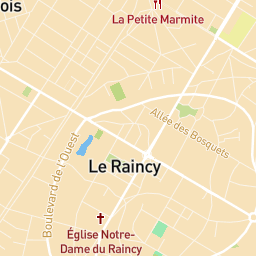 ois
La Petite Marmite
Allée des Bosquets
Boulevard de l'Ouest
Le Raincy
Église Notre-
Dame du Raincy